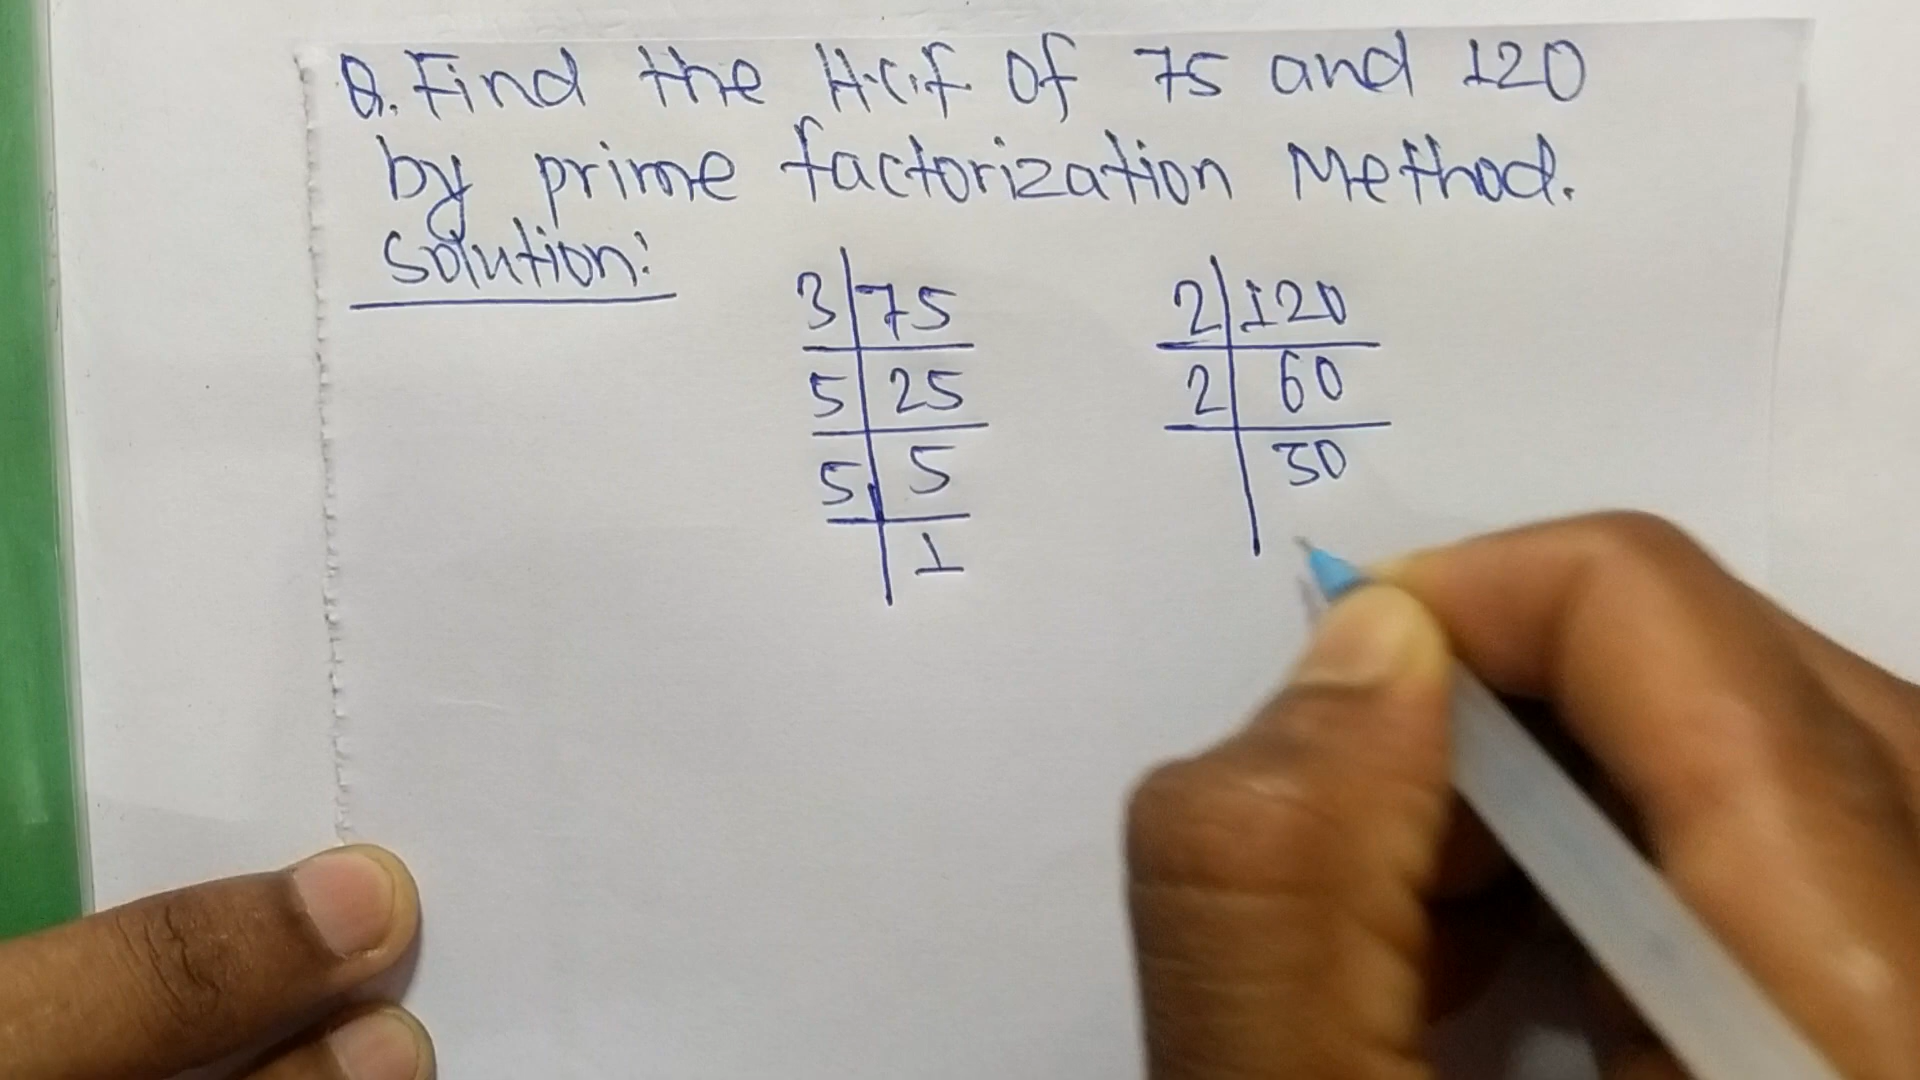 Q. Find the H.C.F. Of 75 and 120
by prime factorization Method.
Solution:
3 75
5 25
5 5
1
2 120
2 60
30